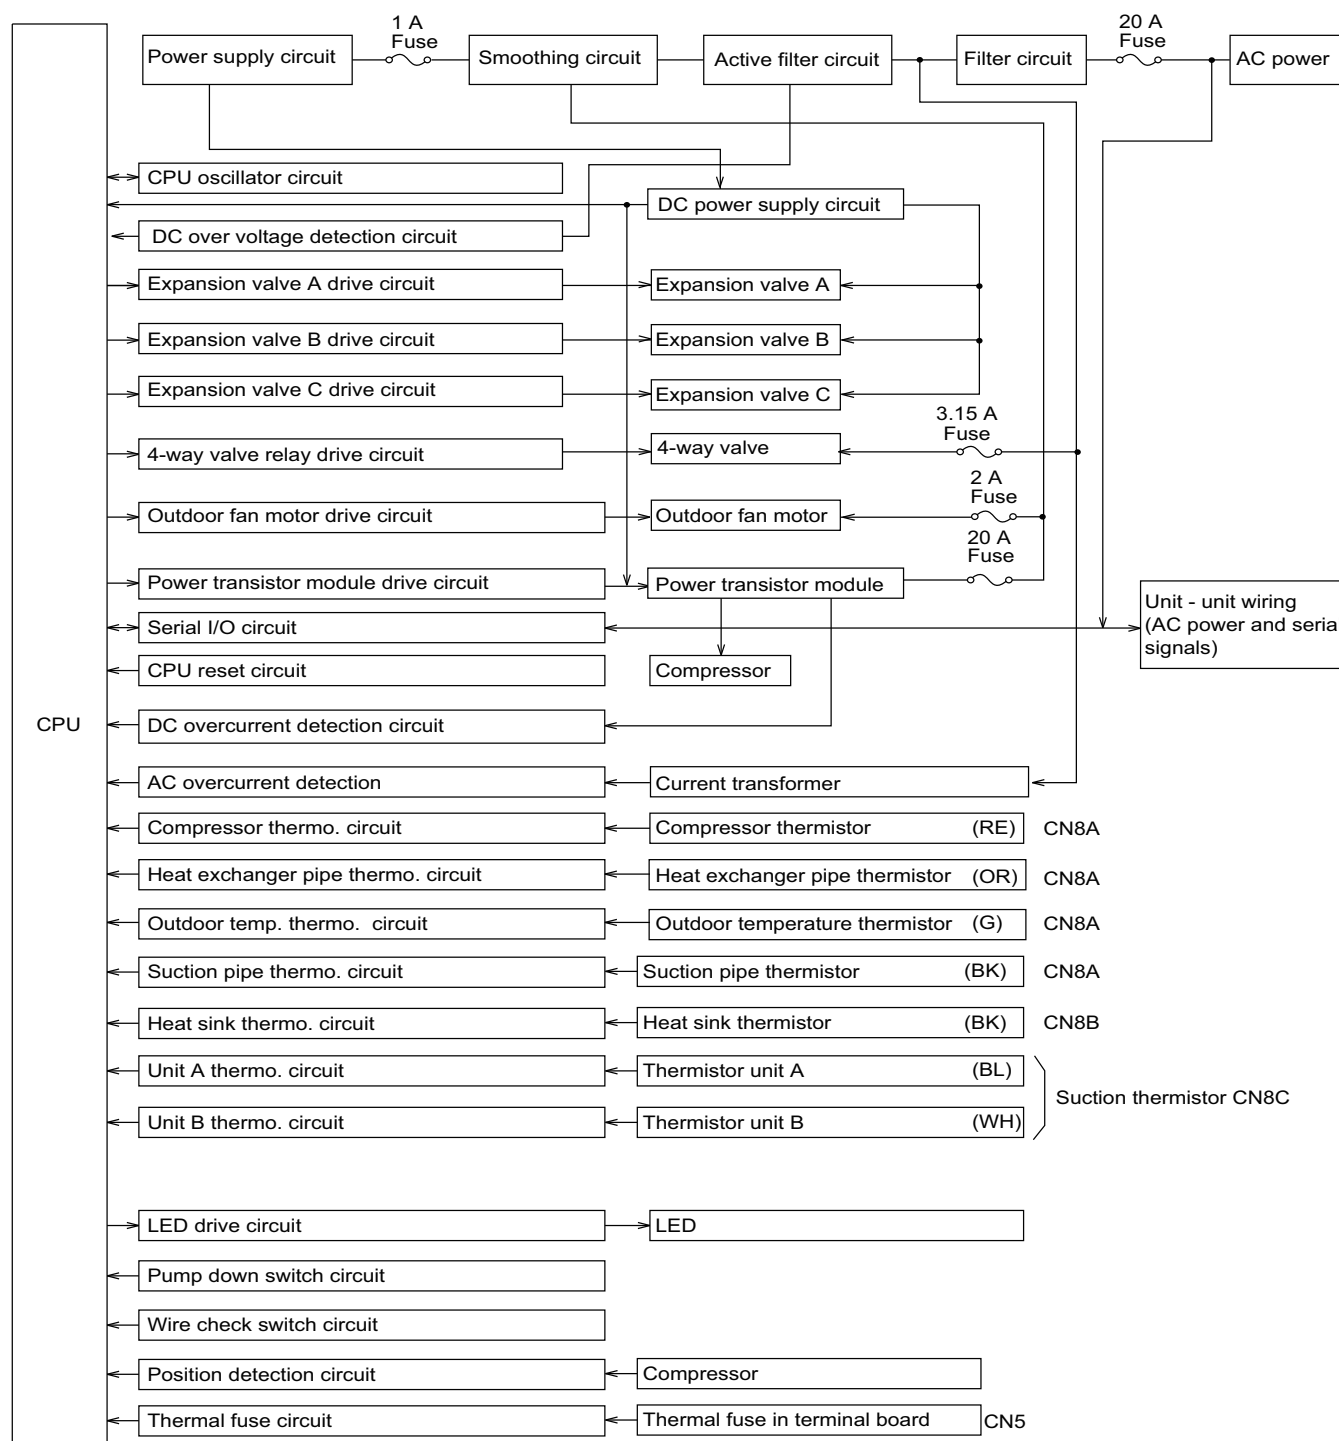 1 A
Fuse
20 A
Fuse
Power supply circuit
Smoothing circuit
Active filter circuit
Filter circuit
AC power
CPU oscillator circuit
DC power supply circuit
DC over voltage detection circuit
Expansion valve A drive circuit
Expansion valve A
Expansion valve B drive circuit
Expansion valve B
Expansion valve C drive circuit
Expansion valve C
3.15 A
Fuse
4-way valve relay drive circuit
4-way valve
2 A
Fuse
Outdoor fan motor drive circuit
Outdoor fan motor
20 A
Fuse
Power transistor module drive circuit
Power transistor module
Unit - unit wiring
(AC power and serial
signals)
Serial I/O circuit
CPU reset circuit
Compressor
CPU
DC overcurrent detection circuit
AC overcurrent detection
Current transformer
Compressor thermo. circuit
Compressor thermistor (RE) CN8A
Heat exchanger pipe thermo. circuit
Heat exchanger pipe thermistor (OR) CN8A
Outdoor temp. thermo. circuit
Outdoor temperature thermistor (G) CN8A
Suction pipe thermo. circuit
Suction pipe thermistor (BK) CN8A
Heat sink thermo. circuit
Heat sink thermistor (BK) CN8B
Unit A thermo. circuit
Thermistor unit A (BL)
Suction thermistor CN8C
Unit B thermo. circuit
Thermistor unit B (WH)
LED drive circuit
LED
Pump down switch circuit
Wire check switch circuit
Position detection circuit
Compressor
Thermal fuse circuit
Thermal fuse in terminal board CN5